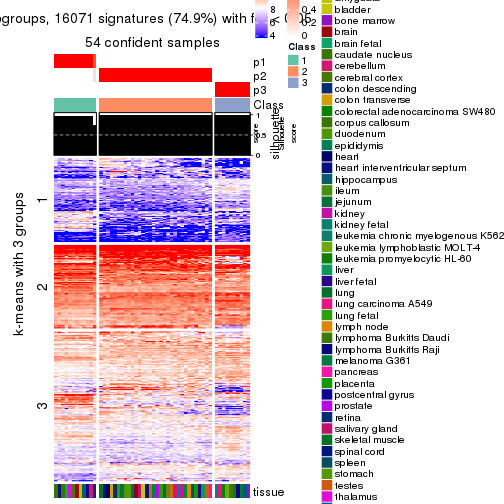 groups, 16071 signatures (74.9%) with f < 0.05
54 confident samples
p1
p2
p3
Class
1
0.5
0
silhouette
score
8
6
4
0.4
0
Class
1
2
3
k-means with 3 groups
1
2
3
tissue
bladder
bone marrow
brain
brain fetal
caudate nucleus
cerebellum
cerebral cortex
colon descending
colon transverse
colorectal adenocarcinoma SW480
corpus callosum
duodenum
epididymis
heart
heart interventricular septum
hippocampus
ileum
jejunum
kidney
kidney fetal
leukemia chronic myelogenous K562
leukemia lymphoblastic MOLT-4
leukemia promyelocytic HL-60
liver
liver fetal
lung
lung carcinoma A549
lung fetal
lymph node
lymphoma Burkitts Daudi
lymphoma Burkitts Raji
melanoma G361
pancreas
placenta
postcentral gyrus
prostate
retina
salivary gland
skeletal muscle
spinal cord
spleen
stomach
testes
thalamus